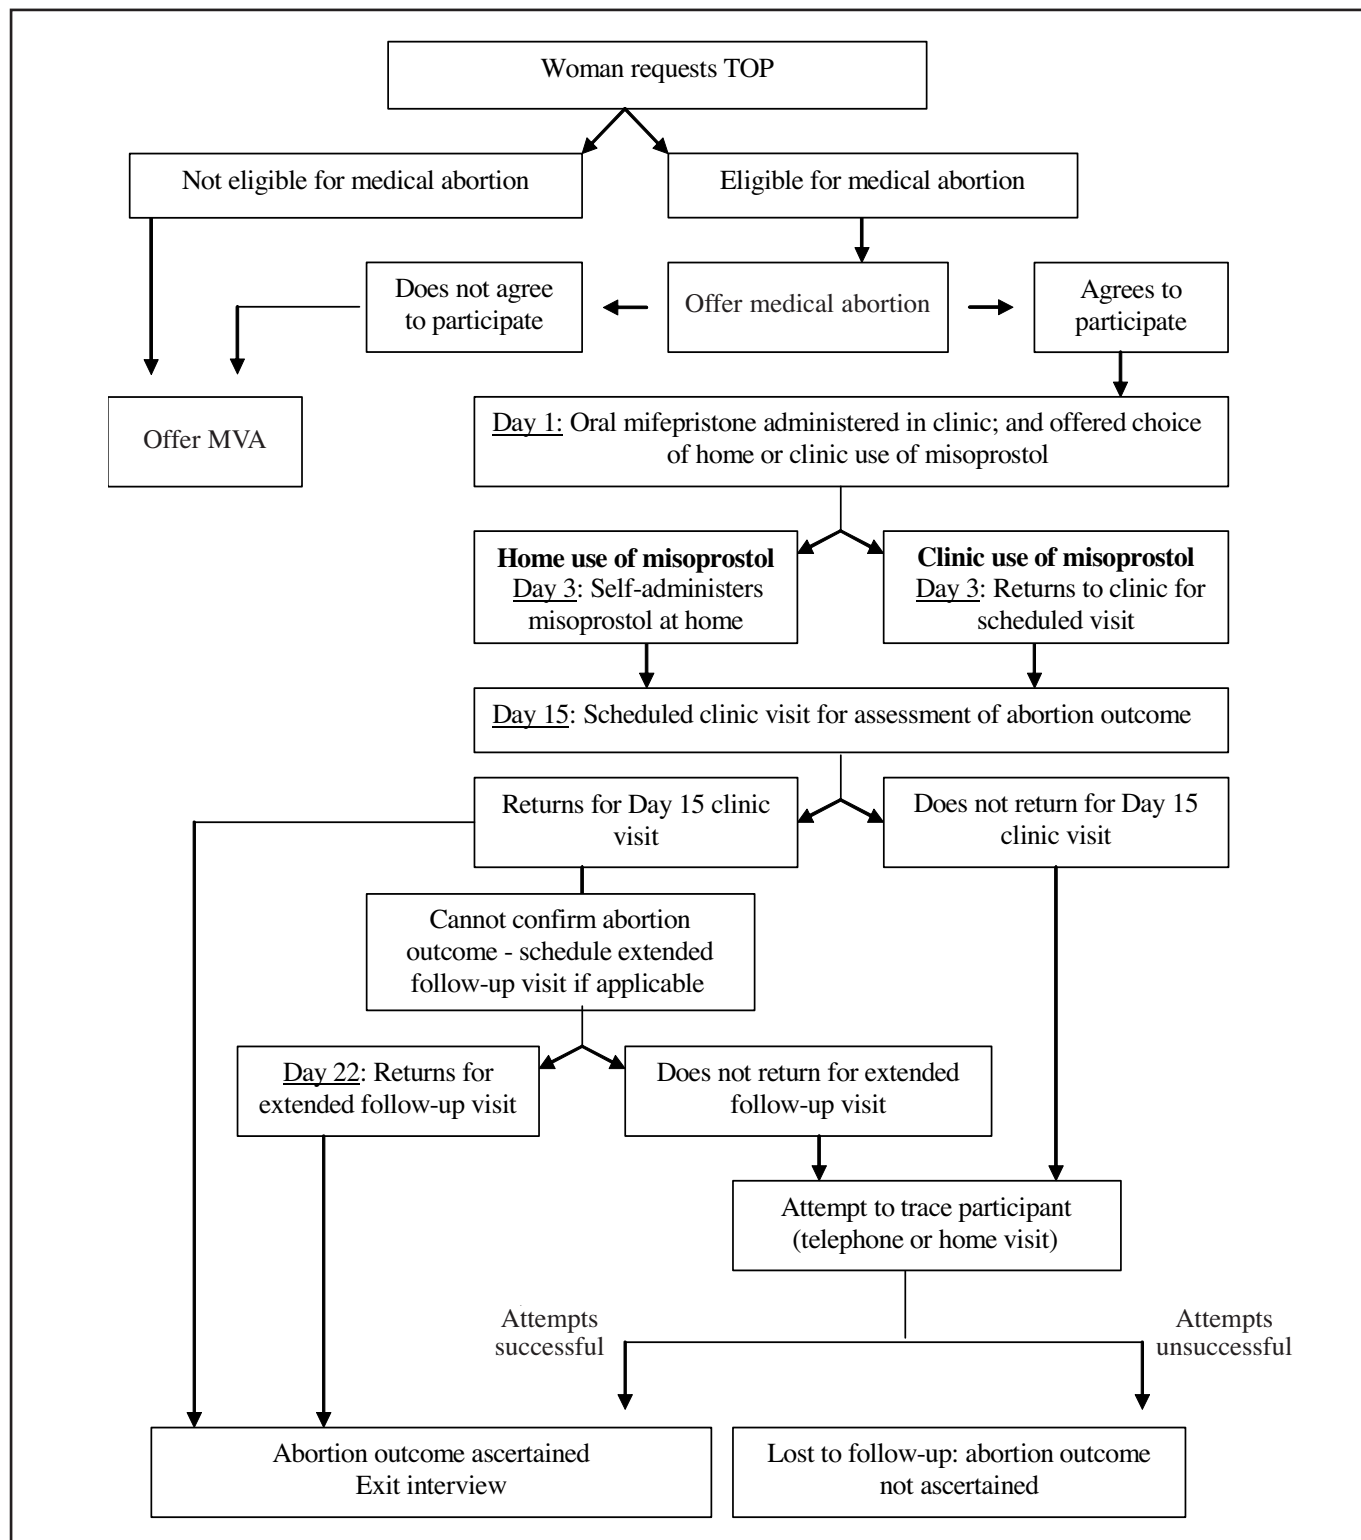 Woman requests TOP
Not eligible for medical abortion
Eligible for medical abortion
Does not agree
to participate
Offer medical abortion
Agrees to
participate
Offer MVA
Day 1: Oral mifepristone administered in clinic; and offered choice
of home or clinic use of misoprostol
Home use of misoprostol
Day 3: Self-administers
misoprostol at home
Clinic use of misoprostol
Day 3: Returns to clinic for
scheduled visit
Day 15: Scheduled clinic visit for assessment of abortion outcome
Returns for Day 15 clinic
visit
Does not return for Day 15
clinic visit
Cannot confirm abortion
outcome - schedule extended
follow-up visit if applicable
Day 22: Returns for
extended follow-up visit
Does not return for extended
follow-up visit
Attempt to trace participant
(telephone or home visit)
Attempts
successful
Attempts
unsuccessful
Abortion outcome ascertained
Exit interview
Lost to follow-up: abortion outcome
not ascertained